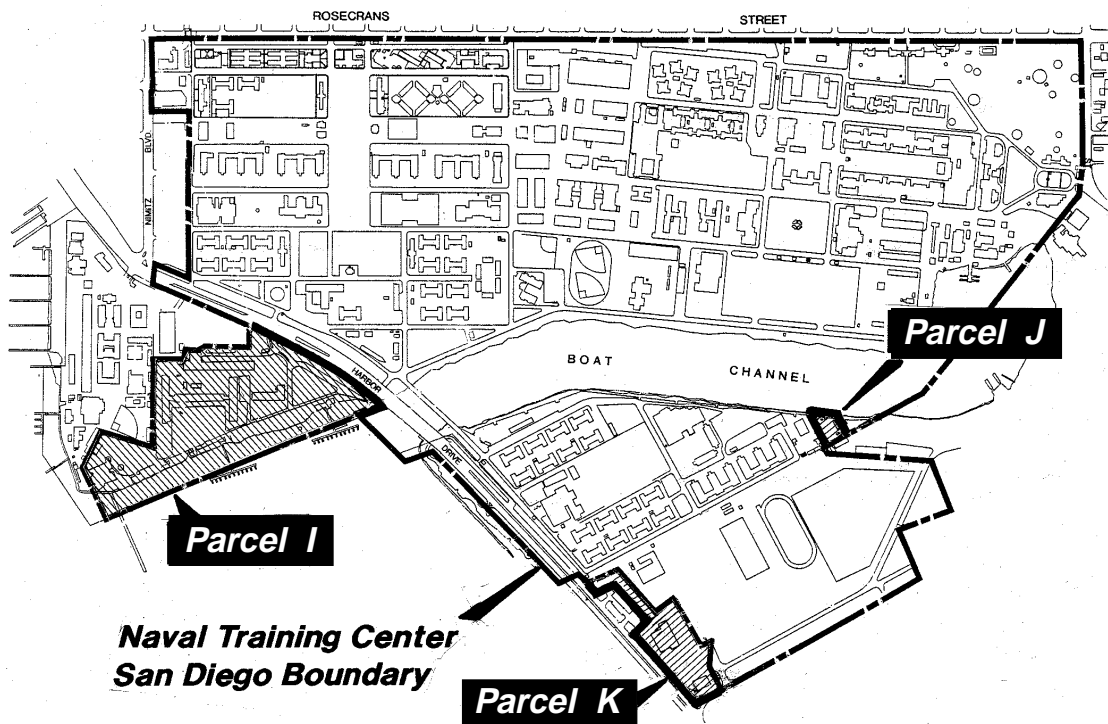 ROSECRANS STREET
NIMITZ BLVD
Parcel J
BOAT CHANNEL
HARBOR DRIVE
Parcel I
Naval Training Center
San Diego Boundary
Parcel K